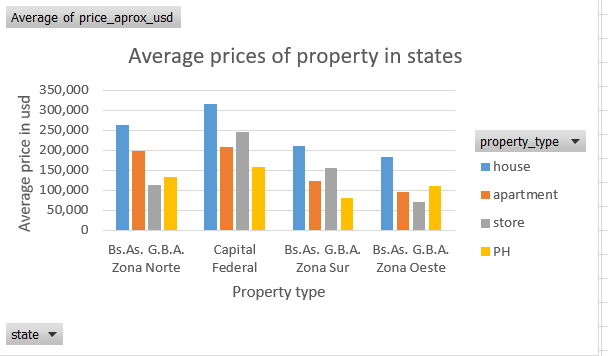 Average of price_aprox_usd
Average prices of property in states
Average price in usd
350,000
300,000
250,000
200,000
150,000
100,000
50,000
0
Bs.As. G.B.A. Zona Norte
Capital Federal
Bs.As. G.B.A. Zona Sur
Bs.As. G.B.A. Zona Oeste
Property type
property_type
house
apartment
store
PH
state